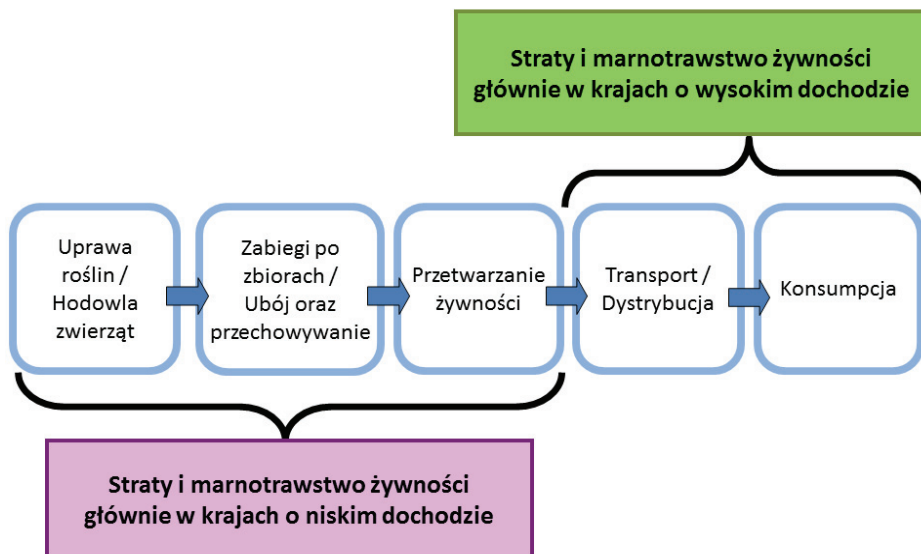 Straty i marnotrawstwo żywności
głównie w krajach o wysokim dochodzie
Uprawa
roślin /
Hodowla
zwierząt
Zabiegi po
zbiorach /
Ubój oraz
przechowywanie
Przetwarzanie
żywności
Transport /
Dystrybucja
Konsumpcja
Straty i marnotrawstwo żywności
głównie w krajach o niskim dochodzie